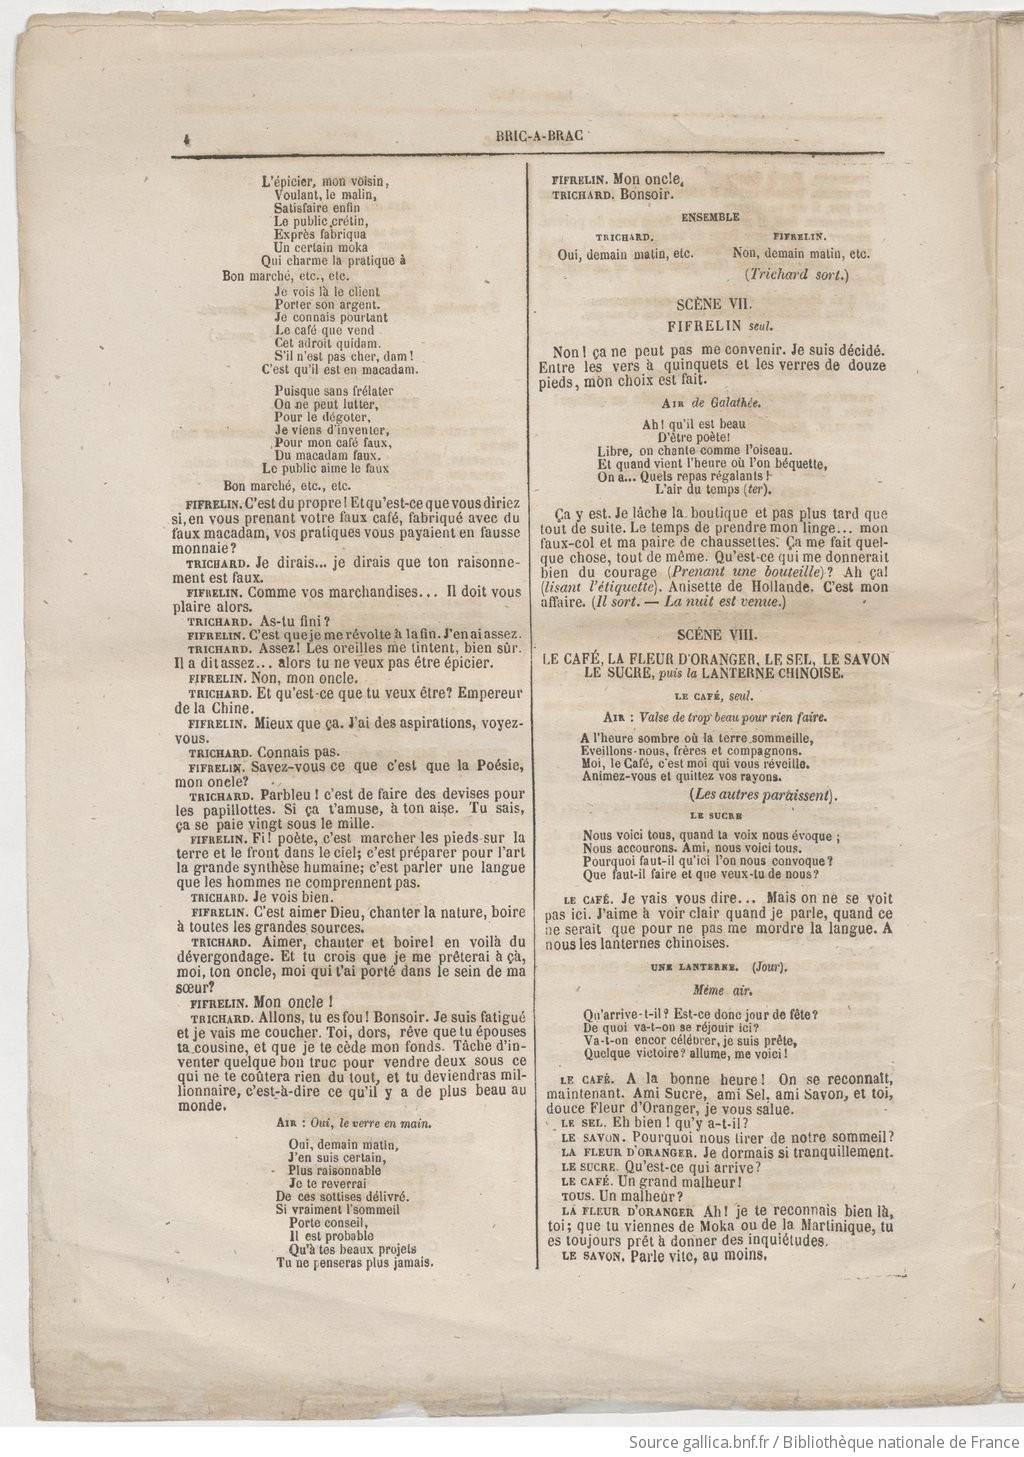 4
BRIC-A-BRAC
L'épicier, mon voisin,
Voulant, le malin,
Satisfaire enfin
Le public crétin,
Exprès fabriqua
Un certain moka
Qui charme la pratique à
Bon marché, etc., etc.
Je vois là le client
Porter son argent.
Je connais pourtant
Le café que vend
Cet adroit quidam.
S'il n'est pas cher, dam !
C'est qu'il est en macadam.
Puisque sans frélater
On ne peut lutter,
Pour le dégoter,
Je viens d'inventer,
Pour mon café faux,
Du macadam faux.
Le public aime le faux
Bon marché, etc., etc.
FIFRELIN. C'est du propre ! Et qu'est-ce que vous diriez
si, en vous prenant votre faux café, fabriqué avec du
faux macadam, vos pratiques vous payaient en fausse
monnaie ?
TRICHARD. Je dirais... je dirais que ton raisonne-
ment est faux.
FIFRELIN. Comme vos marchandises... Il doit vous
plaire alors.
TRICHARD. As-tu fini ?
FIFRELIN. C'est que je me révolte à la fin. J'en ai assez.
TRICHARD. Assez ! Les oreilles me tintent, bien sûr.
Il a dit assez... alors tu ne veux pas être épicier.
FIFRELIN. Non, mon oncle.
TRICHARD. Et qu'est-ce que tu veux être? Empereur
de la Chine.
FIFRELIN. Mieux que ça. J'ai des aspirations, voyez-
vous.
TRICHARD. Connais pas.
FIFRELIN. Savez-vous ce que c'est que la Poésie,
mon oncle?
TRICHARD. Parbleu ! c'est de faire des devises pour
les papillottes. Si ça t'amuse, à ton aise. Tu sais,
ça se paie vingt sous le mille.
FIFRELIN. Fi ! poète, c'est marcher les pieds sur la
terre et le front dans le ciel; c'est préparer pour l'art
la grande synthèse humaine; c'est parler une langue
que les hommes ne comprennent pas.
TRICHARD. Je vois bien.
FIFRELIN. C'est aimer Dieu, chanter la nature, boire
à toutes les grandes sources.
TRICHARD. Aimer, chanter et boire! en voilà du
dévergondage. Et tu crois que je me prêterai à çà,
moi, ton oncle, moi qui t'ai porté dans le sein de ma
sœur?
FIFRELIN. Mon oncle !
TRICHARD. Allons, tu es fou ! Bonsoir. Je suis fatigué
et je vais me coucher. Toi, dors, rêve que tu épouses
ta cousine, et que je te cède mon fonds. Tâche d'in-
venter quelque bon truc pour vendre deux sous ce
qui ne te coûtera rien du tout, et tu deviendras mil-
lionnaire, c'est-à-dire ce qu'il y a de plus beau au
monde.
AIR : Oui, le verre en main.
Oui, demain matin,
J'en suis certain,
Plus raisonnable
Je te reverrai
De ces sottises délivré.
Si vraiment l'sommeil
Porte conseil,
Il est probable
Qu'à tes beaux projets
Tu ne penseras plus jamais.
FIFRELIN. Mon oncle,
TRICHARD. Bonsoir.
ENSEMBLE
TRICHARD. FIFRELIN.
Oui, demain matin, etc. Non, demain matin, etc.
(Trichard sort.)
SCÈNE VII.
FIFRELIN seul.
Non ! ça ne peut pas me convenir. Je suis décidé.
Entre les vers à quinquets et les verres de douze
pieds, mon choix est fait.
AIR de Galathée.
Ah ! qu'il est beau
D'être poète!
Libre, on chante comme l'oiseau.
Et quand vient l'heure où l'on béquette,
On a... Quels repas régalants !
L'air du temps (ter).
Ça y est. Je lâche la boutique et pas plus tard que
tout de suite. Le temps de prendre mon linge... mon
faux-col et ma paire de chaussettes. Ça me fait quel-
que chose, tout de même. Qu'est-ce qui me donnerait
bien du courage (Prenant une bouteille) ? Ah ça!
(lisant l'étiquette). Anisette de Hollande. C'est mon
affaire. (Il sort. — La nuit est venue.)
SCÈNE VIII.
LE CAFÉ, LA FLEUR D'ORANGER, LE SEL, LE SAVON
LE SUCRE, puis la LANTERNE CHINOISE.
LE CAFÉ, seul.
AIR : Valse de trop beau pour rien faire.
A l'heure sombre où la terre sommeille,
Eveillons-nous, frères et compagnons.
Moi, le Café, c'est moi qui vous réveille.
Animez-vous et quittez vos rayons.
(Les autres paraissent).
LE SUCRE
Nous voici tous, quand ta voix nous évoque ;
Nous accourons. Ami, nous voici tous.
Pourquoi faut-il qu'ici l'on nous convoque ?
Que faut-il faire et que veux-tu de nous?
LE CAFÉ. Je vais vous dire... Mais on ne se voit
pas ici. J'aime à voir clair quand je parle, quand ce
ne serait que pour ne pas me mordre la langue. A
nous les lanternes chinoises.
UNE LANTERNE. (Jour).
Même air.
Qu'arrive-t-il ? Est-ce donc jour de fête ?
De quoi va-t-on se réjouir ici?
Va-t-on encor célébrer, je suis prête,
Quelque victoire? allume, me voici !
LE CAFÉ. A la bonne heure ! On se reconnaît,
maintenant. Ami Sucre, ami Sel, ami Savon, et toi,
douce Fleur d'Oranger, je vous salue.
LE SEL. Eh bien ! qu'y a-t-il ?
LE SAVON. Pourquoi nous tirer de notre sommeil ?
LA FLEUR D'ORANGER. Je dormais si tranquillement.
LE SUCRE. Qu'est-ce qui arrive ?
LE CAFÉ. Un grand malheur !
TOUS. Un malheur ?
LA FLEUR D'ORANGER Ah! je te reconnais bien là,
toi; que tu viennes de Moka ou de la Martinique, tu
es toujours prêt à donner des inquiétudes.
LE SAVON. Parle vite, au moins.
Source gallica.bnf.fr / Bibliothèque nationale de France